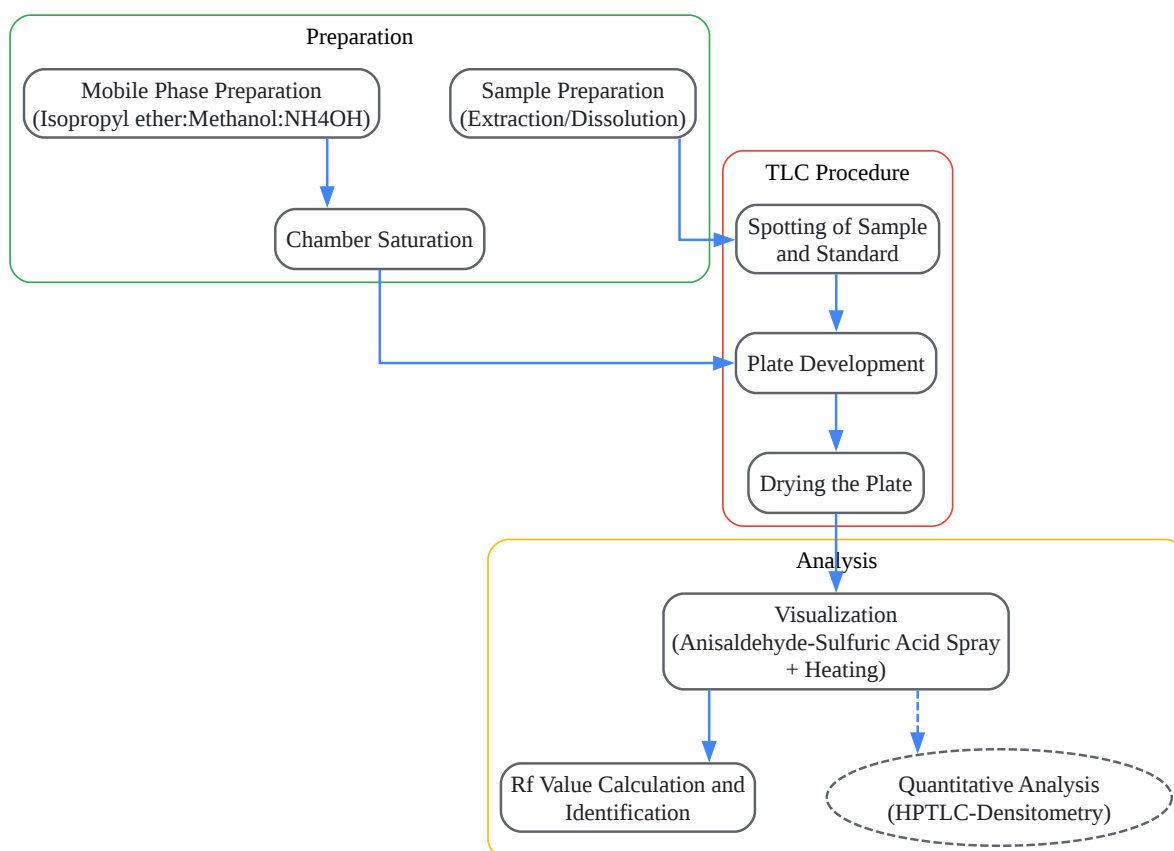 Preparation
Mobile Phase Preparation
(Isopropyl ether:Methanol:NH4OH)
Sample Preparation
(Extraction/Dissolution)
Chamber Saturation
TLC Procedure
Spotting of Sample
and Standard
Plate Development
Drying the Plate
Analysis
Visualization
(Anisaldehyde-Sulfuric Acid Spray
+ Heating)
Rf Value Calculation and
Identification
Quantitative Analysis
(HPTLC-Densitometry)